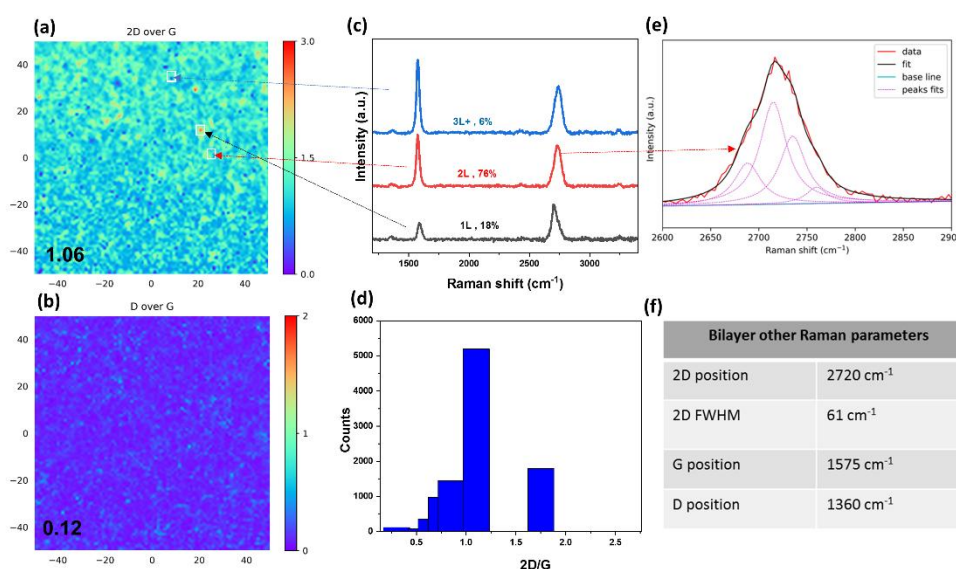 (a)
2D over G
40
20
0
−20
−40
−40 −20 0 20 40
1.06
3.0
1.5
0.0
(b)
D over G
40
20
0
−20
−40
−40 −20 0 20 40
0.12
2
1
0
(c)
Intensity (a.u.)
3L+ , 6%
2L , 76%
1L , 18%
1500 2000 2500 3000
Raman shift (cm⁻¹)
(d)
Counts
6000
5000
4000
3000
2000
1000
0
0.5 1.0 1.5 2.0 2.5
2D/G
(e)
Intensity (a.u.)
data
fit
base line
peaks fits
2600 2650 2700 2750 2800 2850 290
Raman shift (cm⁻¹)
(f)
Bilayer other Raman parameters
2D position 2720 cm⁻¹
2D FWHM 61 cm⁻¹
G position 1575 cm⁻¹
D position 1360 cm⁻¹